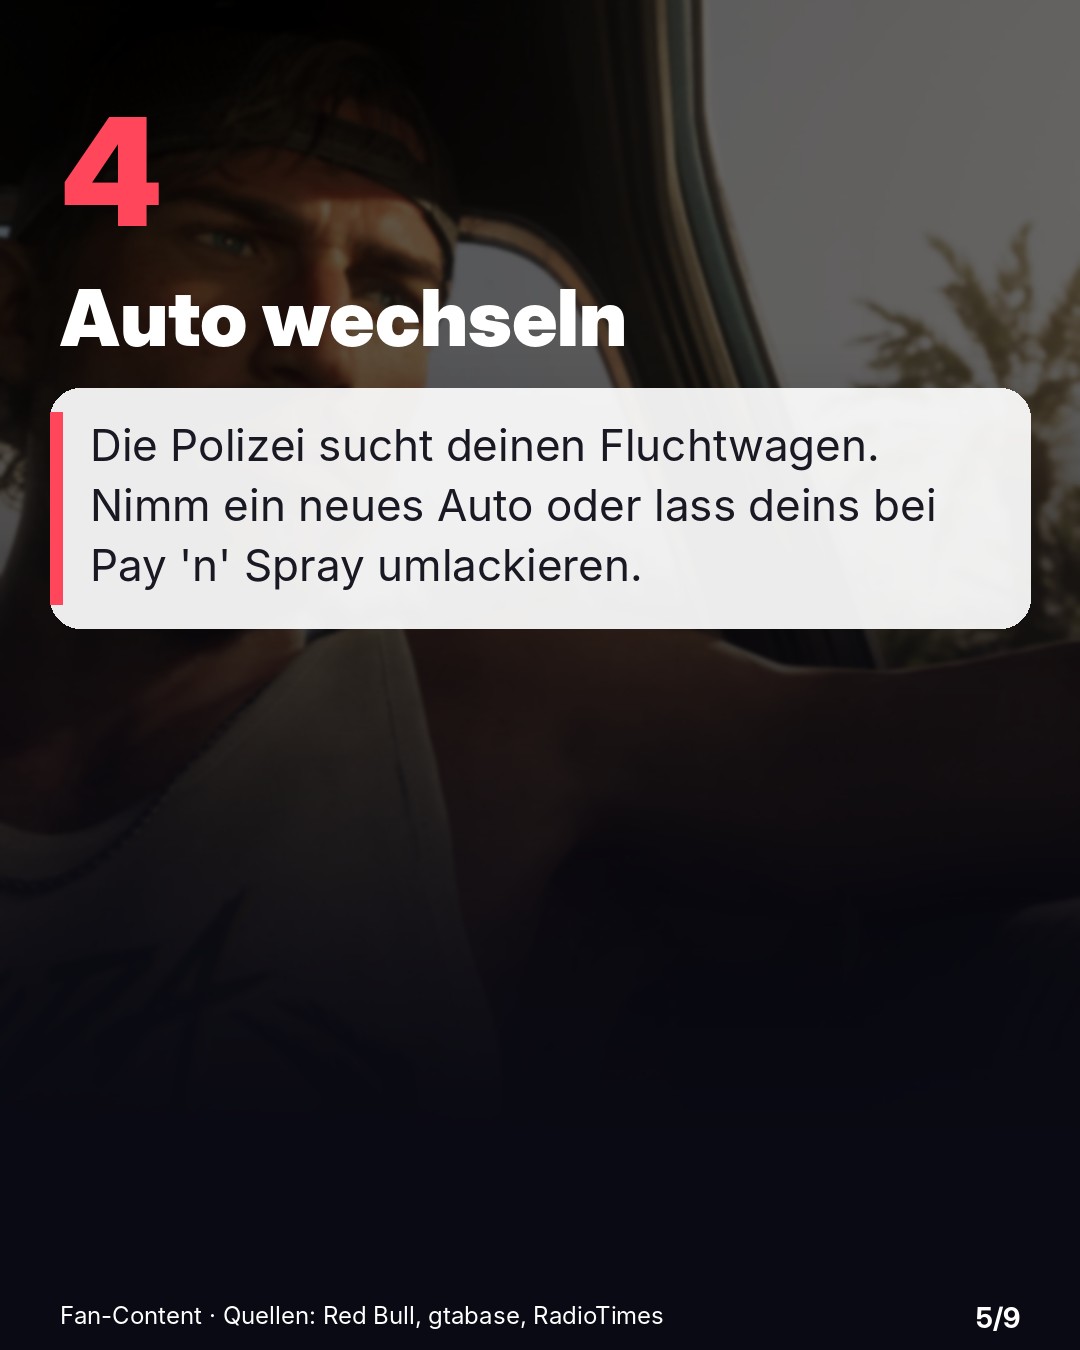 4
Auto wechseln
Die Polizei sucht deinen Fluchtwagen.
Nimm ein neues Auto oder lass deins bei
Pay 'n' Spray umlackieren.
Fan-Content · Quellen: Red Bull, gtabase, RadioTimes
5/9